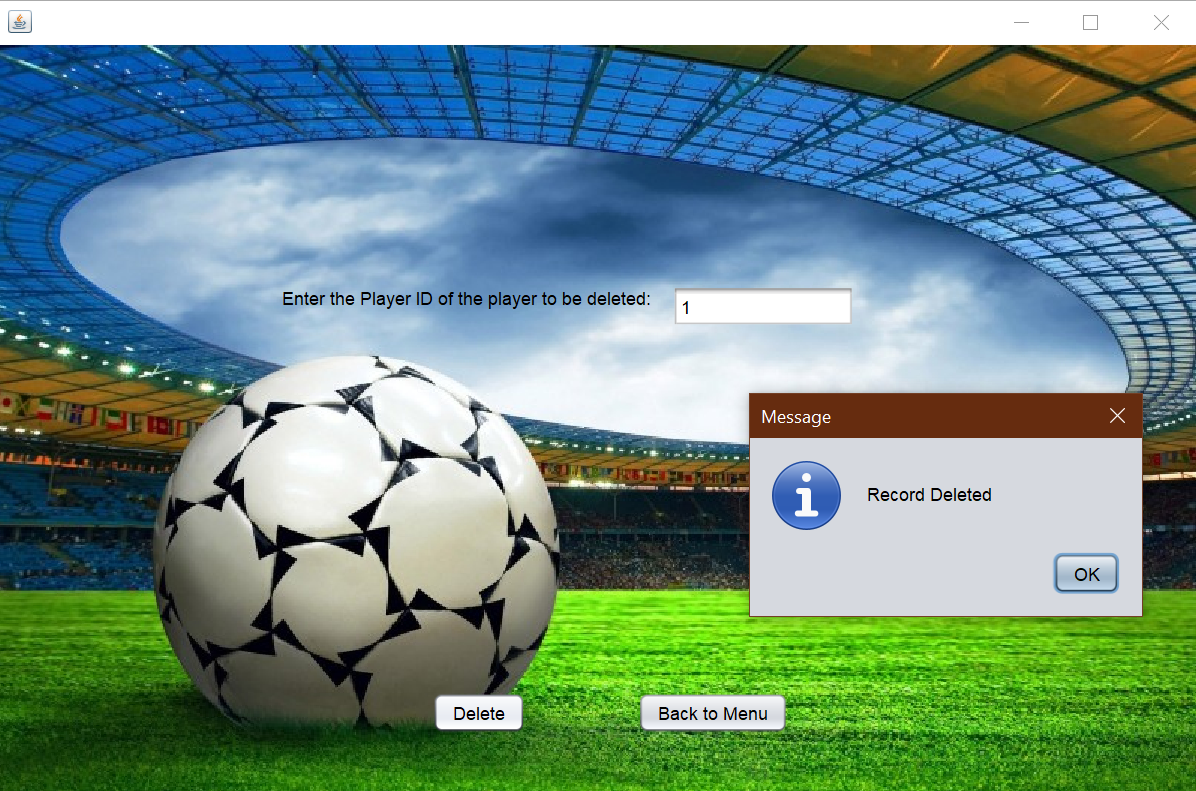 Enter the Player ID of the player to be deleted:
1
Message
Record Deleted
OK
Delete
Back to Menu